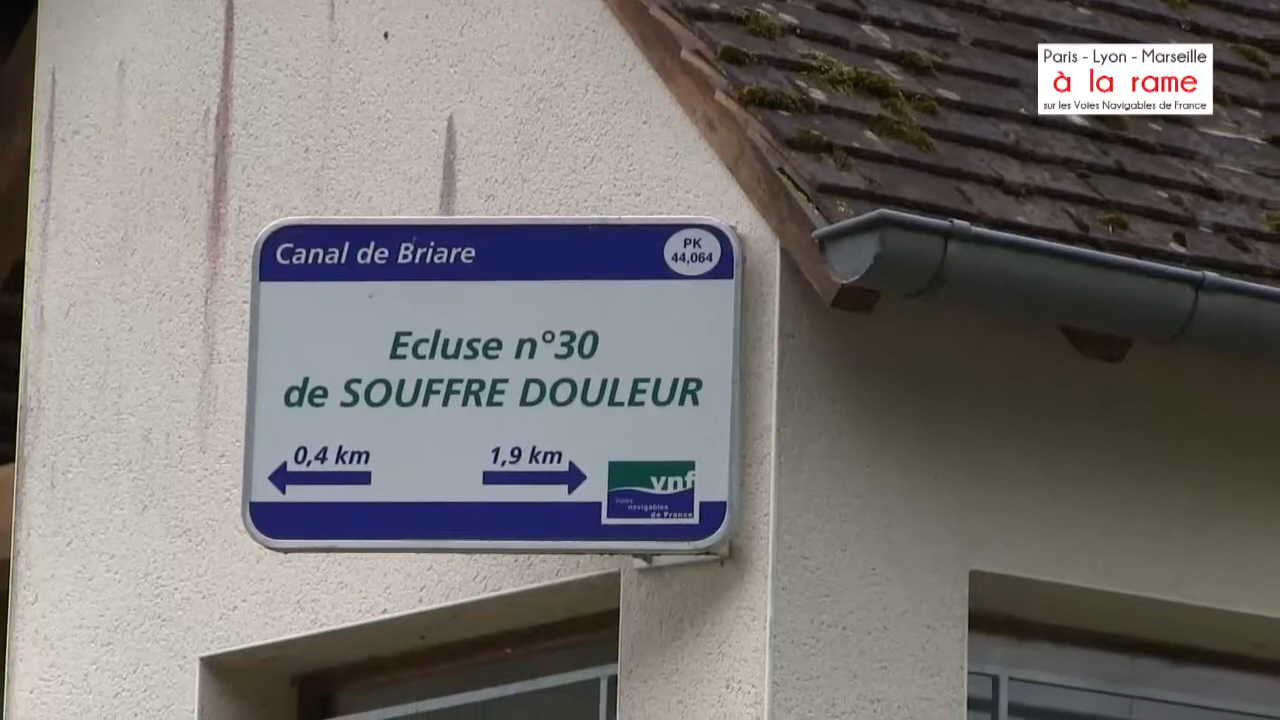 Paris - Lyon - Marseille
à la rame
sur les Voies Navigables de France
Canal de Briare
PK
44,064
Ecluse n°30
de SOUFFRE DOULEUR
0,4 km
1,9 km
vnf
Voies
navigables
de France